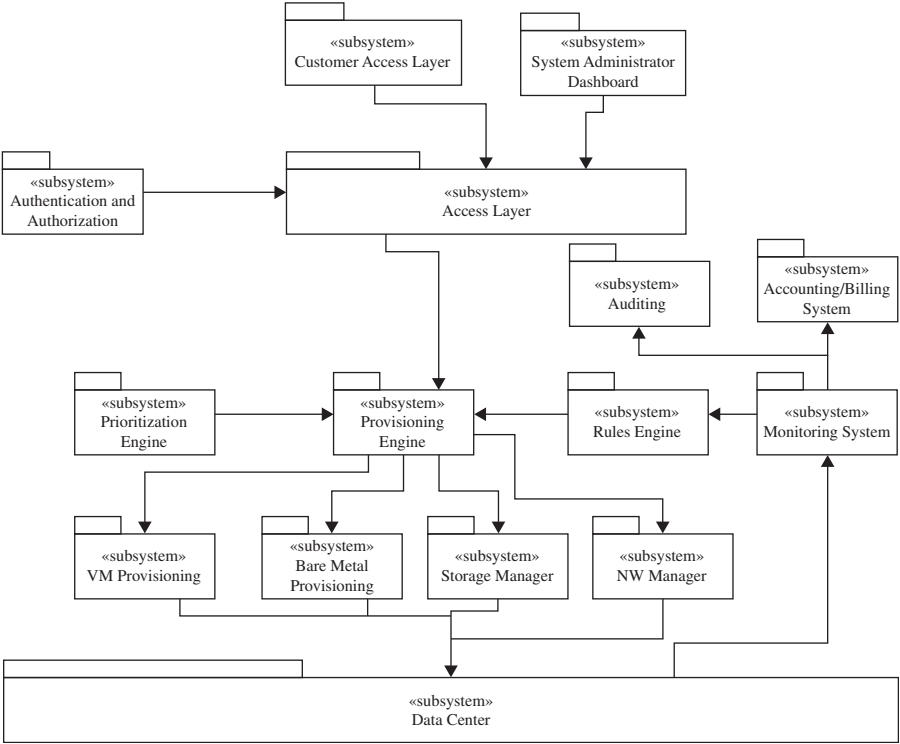 «subsystem»
Customer Access Layer
«subsystem»
System Administrator
Dashboard
«subsystem»
Authentication and
Authorization
«subsystem»
Access Layer
«subsystem»
Auditing
«subsystem»
Accounting/Billing
System
«subsystem»
Prioritization
Engine
«subsystem»
Provisioning
Engine
«subsystem»
Rules Engine
«subsystem»
Monitoring System
«subsystem»
VM Provisioning
«subsystem»
Bare Metal
Provisioning
«subsystem»
Storage Manager
«subsystem»
NW Manager
«subsystem»
Data Center